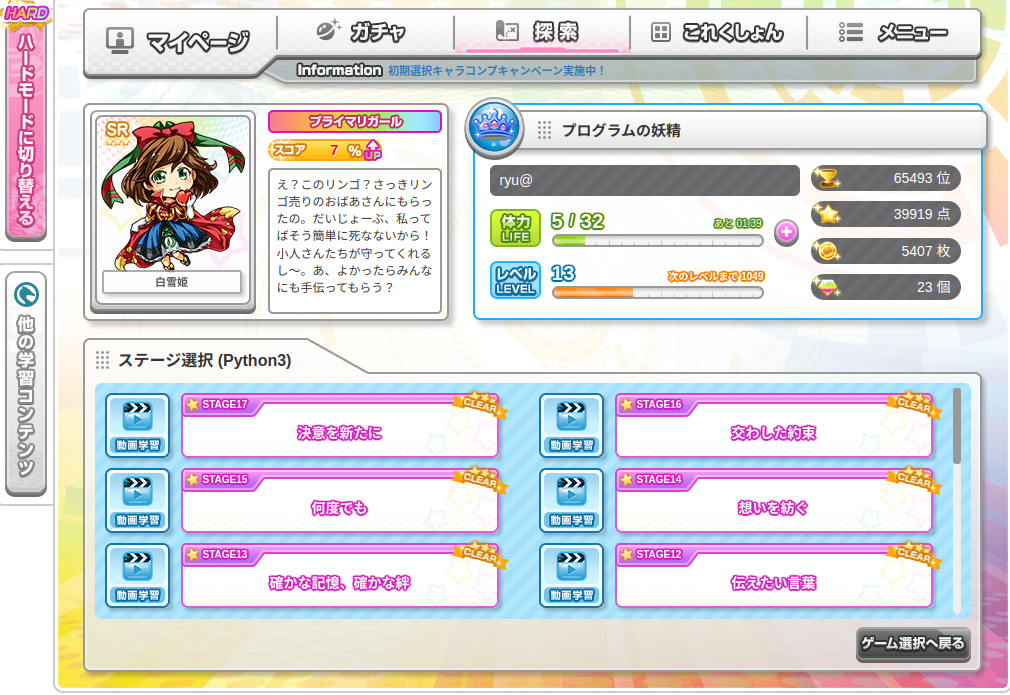 HARD
ハードモードに切り替える
他の学習コンテンツ
マイページ
ガチャ
探索
これくしょん
メニュー
Information 初期選択キャラコンプキャンペーン実施中！
SR
白雪姫
プライマリガール
スコア 7 % UP
え？このリンゴ？さっきリン
ゴ売りのおばあさんにもらっ
たの。だいじょーぶ、私って
ばそう簡単に死なないから！
小人さんたちが守ってくれる
し～。あ、よかったらみんな
にも手伝ってもらう？
プログラムの妖精
ryu@
体力 LIFE
5 / 32
あと 01:39
レベル LEVEL
13
次のレベルまで 1049
65493 位
39919 点
5407 枚
23 個
ステージ選択 (Python3)
動画学習
STAGE17
CLEAR
決意を新たに
動画学習
STAGE16
CLEAR
交わした約束
動画学習
STAGE15
CLEAR
何度でも
動画学習
STAGE14
CLEAR
想いを紡ぐ
動画学習
STAGE13
CLEAR
確かな記憶、確かな絆
動画学習
STAGE12
CLEAR
伝えたい言葉
ゲーム選択へ戻る